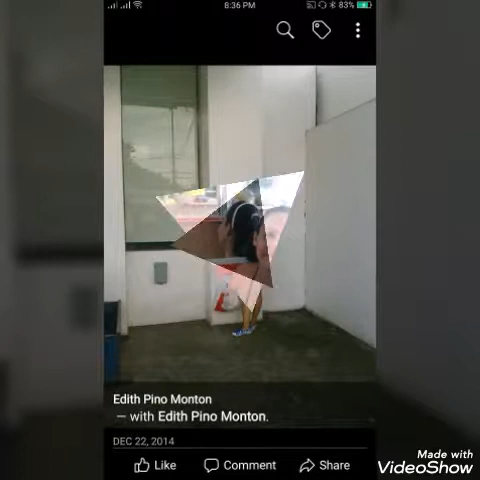 8:36 PM
83%
Edith Pino Monton
— with Edith Pino Monton.
DEC 22, 2014
Like
Comment
Share
Made with
VideoShow